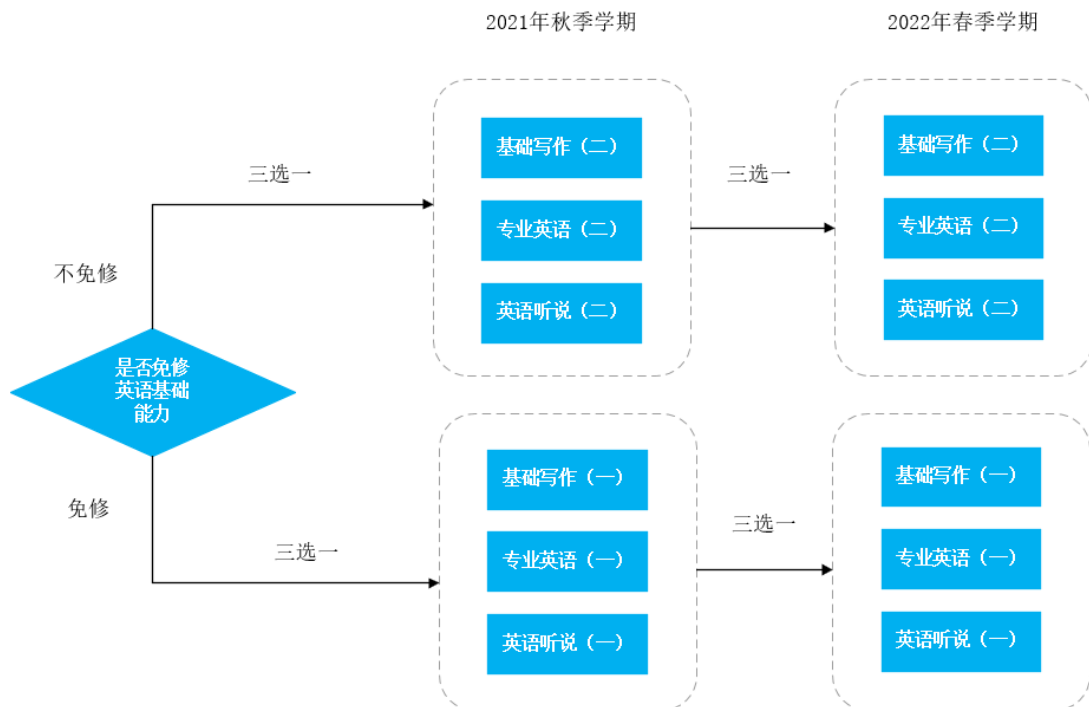 2021年秋季学期
2022年春季学期
基础写作（二）
专业英语（二）
英语听说（二）
三选一
三选一
基础写作（二）
专业英语（二）
英语听说（二）
不免修
是否免修
英语基础
能力
免修
三选一
基础写作（一）
专业英语（一）
英语听说（一）
三选一
基础写作（一）
专业英语（一）
英语听说（一）